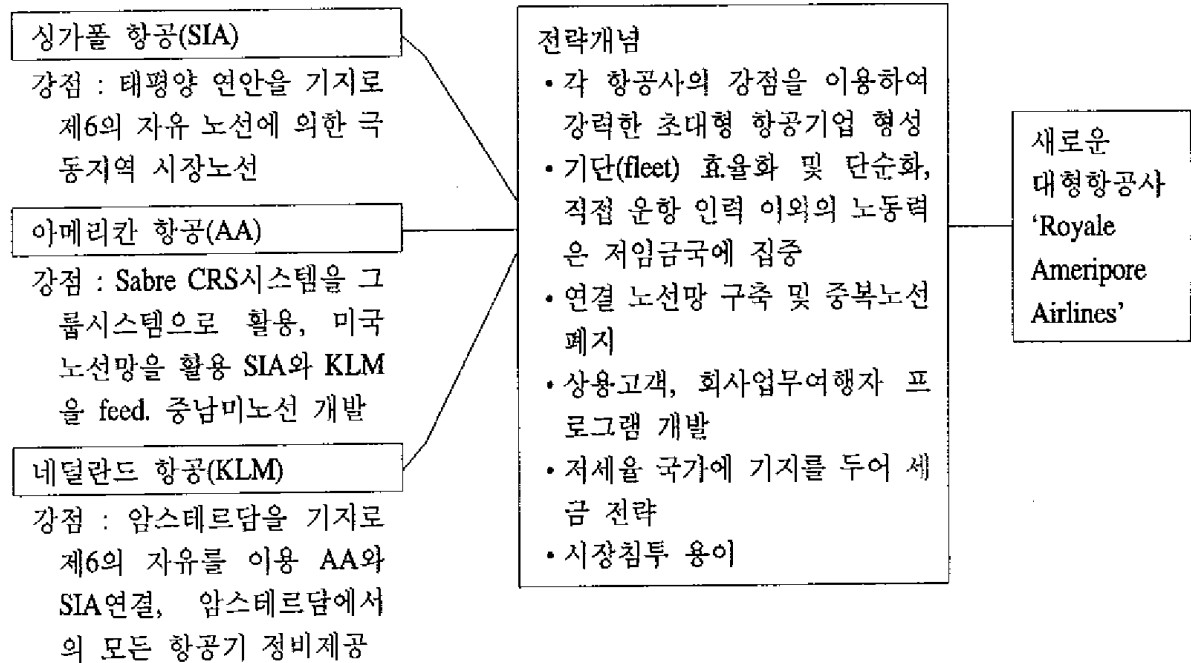 싱가폴 항공(SIA)
강점 : 태평양 연안을 기지로
제6의 자유 노선에 의한 극
동지역 시장노선
아메리칸 항공(AA)
강점 : Sabre CRS시스템을 그
룹시스템으로 활용, 미국
노선망을 활용 SIA와 KLM
을 feed. 중남미노선 개발
네덜란드 항공(KLM)
강점 : 암스테르담을 기지로
제6의 자유를 이용 AA와
SIA연결, 암스테르담에서
의 모든 항공기 정비제공
전략개념
• 각 항공사의 강점을 이용하여
강력한 초대형 항공기업 형성
• 기단(fleet) 효율화 및 단순화,
직접 운항 인력 이외의 노동력
은 저임금국에 집중
• 연결 노선망 구축 및 중복노선
폐지
• 상용고객, 회사업무여행자 프
로그램 개발
• 저세율 국가에 기지를 두어 세
금 전략
• 시장침투 용이
새로운
대형항공사
‘Royale
Ameripore
Airlines’